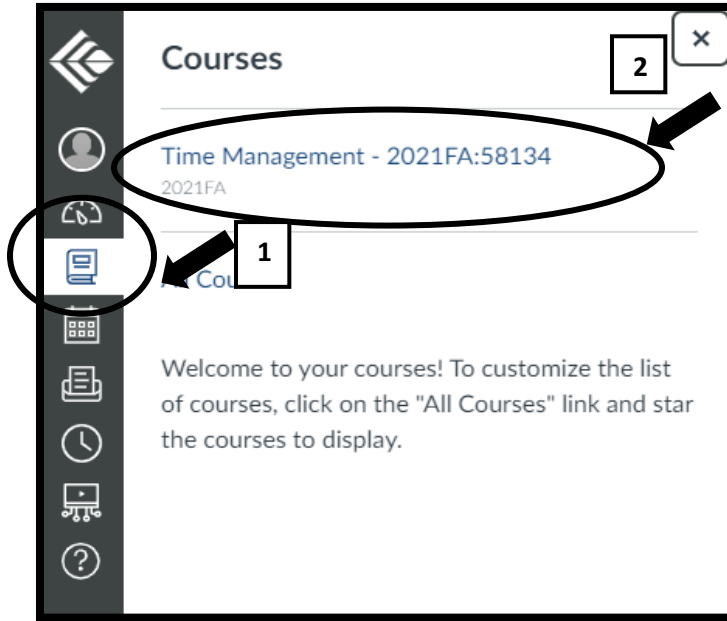 Courses
2
×
Time Management - 2021FA:58134
2021FA
1
Cou
Welcome to your courses! To customize the list
of courses, click on the "All Courses" link and star
the courses to display.
?